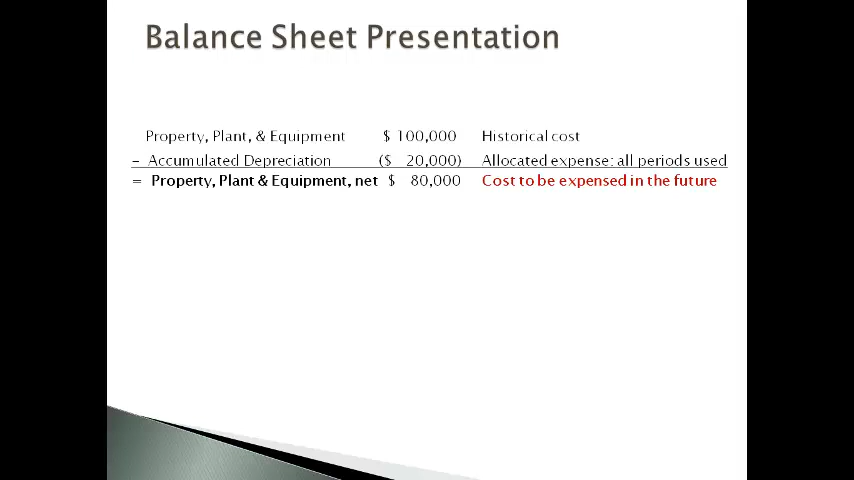 Balance Sheet Presentation
Property, Plant, & Equipment $ 100,000 Historical cost
– Accumulated Depreciation ($ 20,000) Allocated expense: all periods used
= Property, Plant & Equipment, net $ 80,000 Cost to be expensed in the future